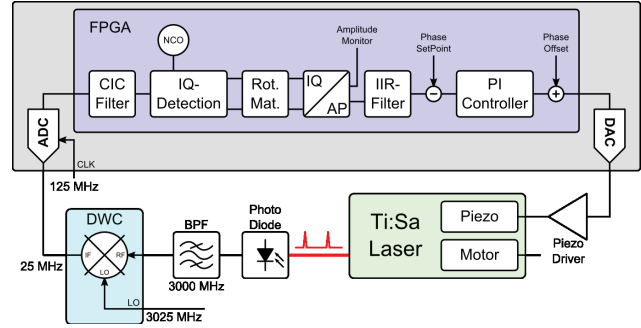 FPGA
Amplitude
Monitor
Phase
SetPoint
Phase
Offset
NCO
CIC
Filter
IQ-
Detection
Rot.
Mat.
IQ
AP
IIR-
Filter
−
PI
Controller
+
ADC
DAC
CLK
125 MHz
DWC
BPF
Photo
Diode
Ti:Sa
Laser
Piezo
Motor
Piezo
Driver
25 MHz
IF
RF
LO
3000 MHz
LO
3025 MHz